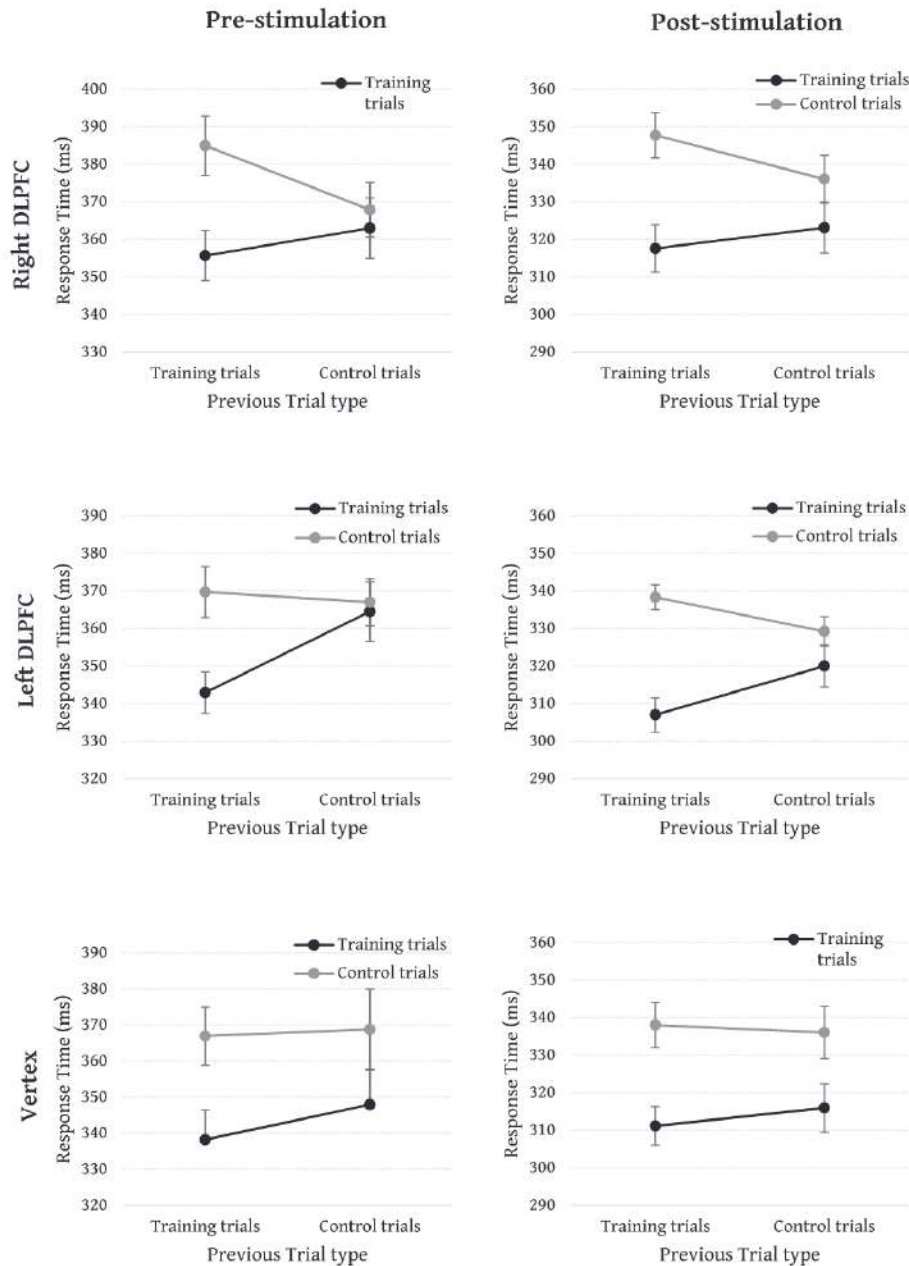 Pre-stimulation
Post-stimulation
Right DLPFC
Response Time (ms)
400
390
380
370
360
350
340
330
Training
trials
Training trials
Control trials
Previous Trial type
Response Time (ms)
360
350
340
330
320
310
300
290
Training trials
Control trials
Training trials
Control trials
Previous Trial type
Left DLPFC
Response Time (ms)
390
380
370
360
350
340
330
320
Training trials
Control trials
Training trials
Control trials
Previous Trial type
Response Time (ms)
360
350
340
330
320
310
300
290
Training trials
Control trials
Training trials
Control trials
Previous Trial type
Vertex
Response Time (ms)
390
380
370
360
350
340
330
320
Training trials
Control trials
Training trials
Control trials
Previous Trial type
Response Time (ms)
360
350
340
330
320
310
300
290
Training
trials
Training trials
Control trials
Previous Trial type